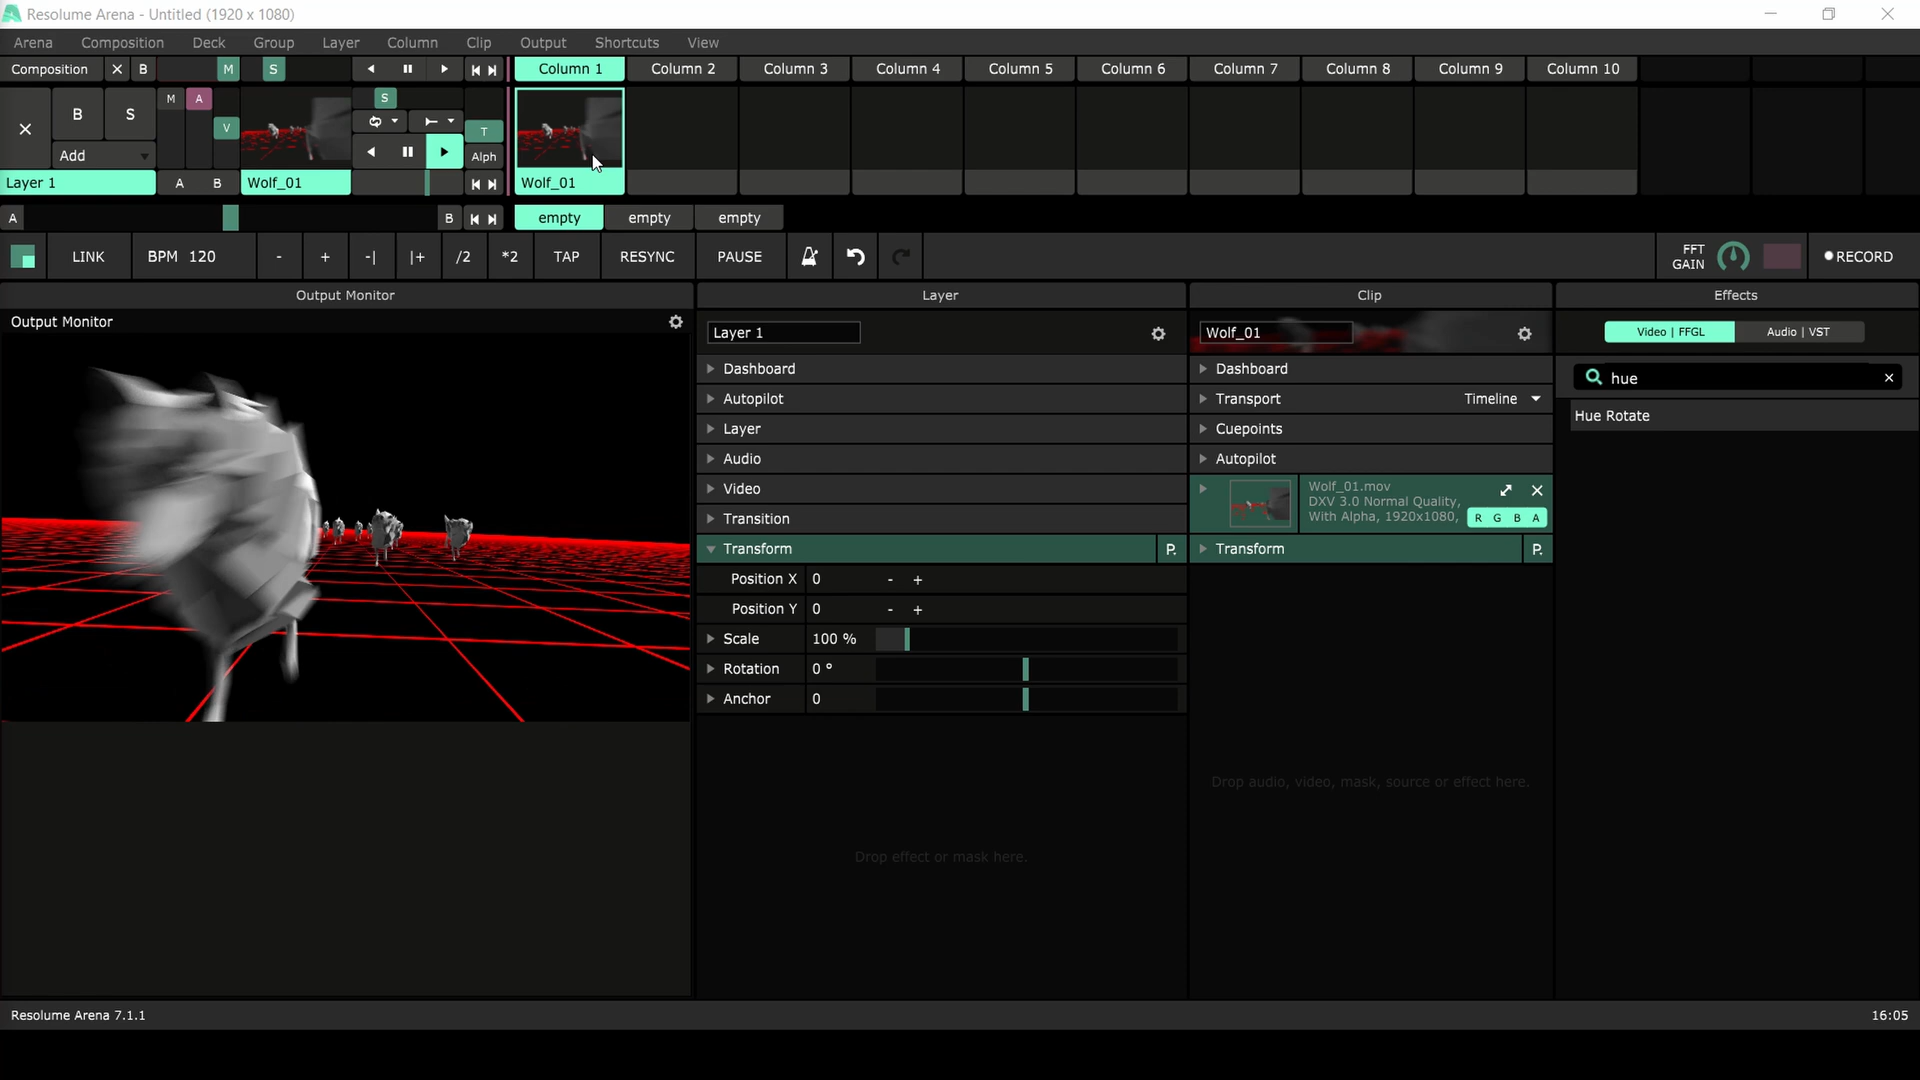 Resolume Arena - Untitled (1920 x 1080)
Arena Composition Deck Group Layer Column Clip Output Shortcuts View
Composition B M S Column 1 Column 2 Column 3 Column 4 Column 5 Column 6 Column 7 Column 8 Column 9 Column 10
M A S
B S V T
Add Alph
Layer 1 A B Wolf_01 Wolf_01
A B empty empty empty
LINK BPM 120 - + -| |+ /2 *2 TAP RESYNC PAUSE FFT GAIN RECORD
Output Monitor Layer Clip Effects
Output Monitor
Layer 1
Dashboard
Autopilot
Layer
Audio
Video
Transition
Transform P.
Position X 0 - +
Position Y 0 - +
Scale 100 %
Rotation 0 °
Anchor 0
Drop effect or mask here.
Wolf_01
Dashboard
Transport Timeline
Cuepoints
Autopilot
Wolf_01.mov
DXV 3.0 Normal Quality,
With Alpha, 1920x1080, R G B A
Transform P.
Drop audio, video, mask, source or effect here.
Video | FFGL Audio | VST
hue
Hue Rotate
Resolume Arena 7.1.1 16:05